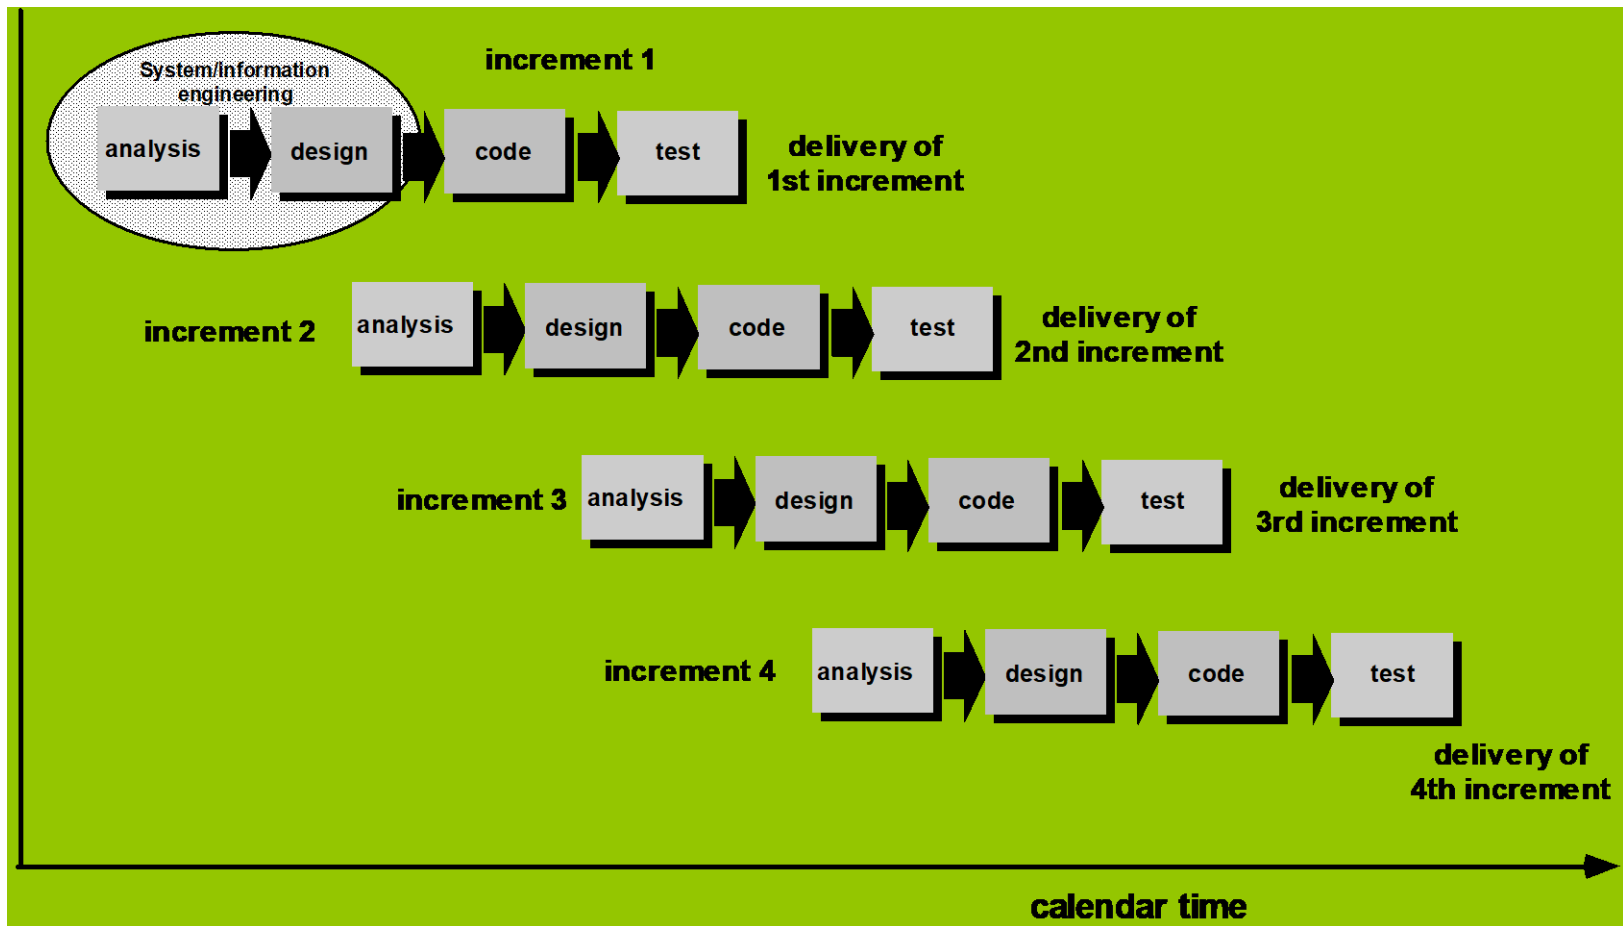 increment 1
System/information
engineering
analysis
design
code
test
delivery of
1st increment
increment 2
analysis
design
code
test
delivery of
2nd increment
increment 3
analysis
design
code
test
delivery of
3rd increment
increment 4
analysis
design
code
test
delivery of
4th increment
calendar time